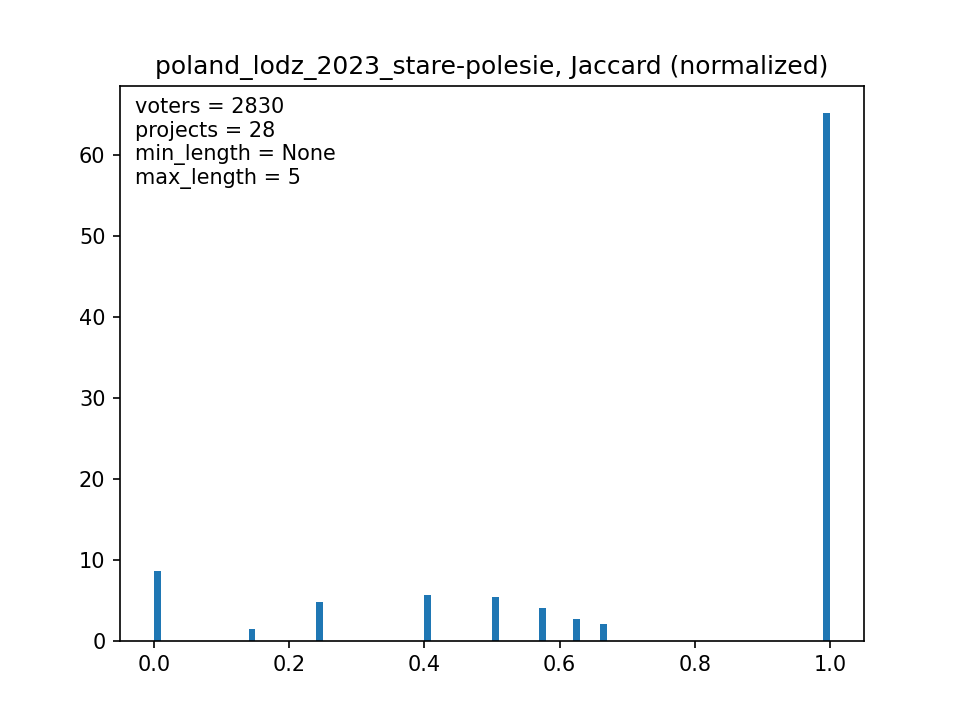 poland_lodz_2023_stare-polesie, Jaccard (normalized)
voters = 2830
projects = 28
min_length = None
max_length = 5
60
50
40
30
20
10
0
0.0 0.2 0.4 0.6 0.8 1.0